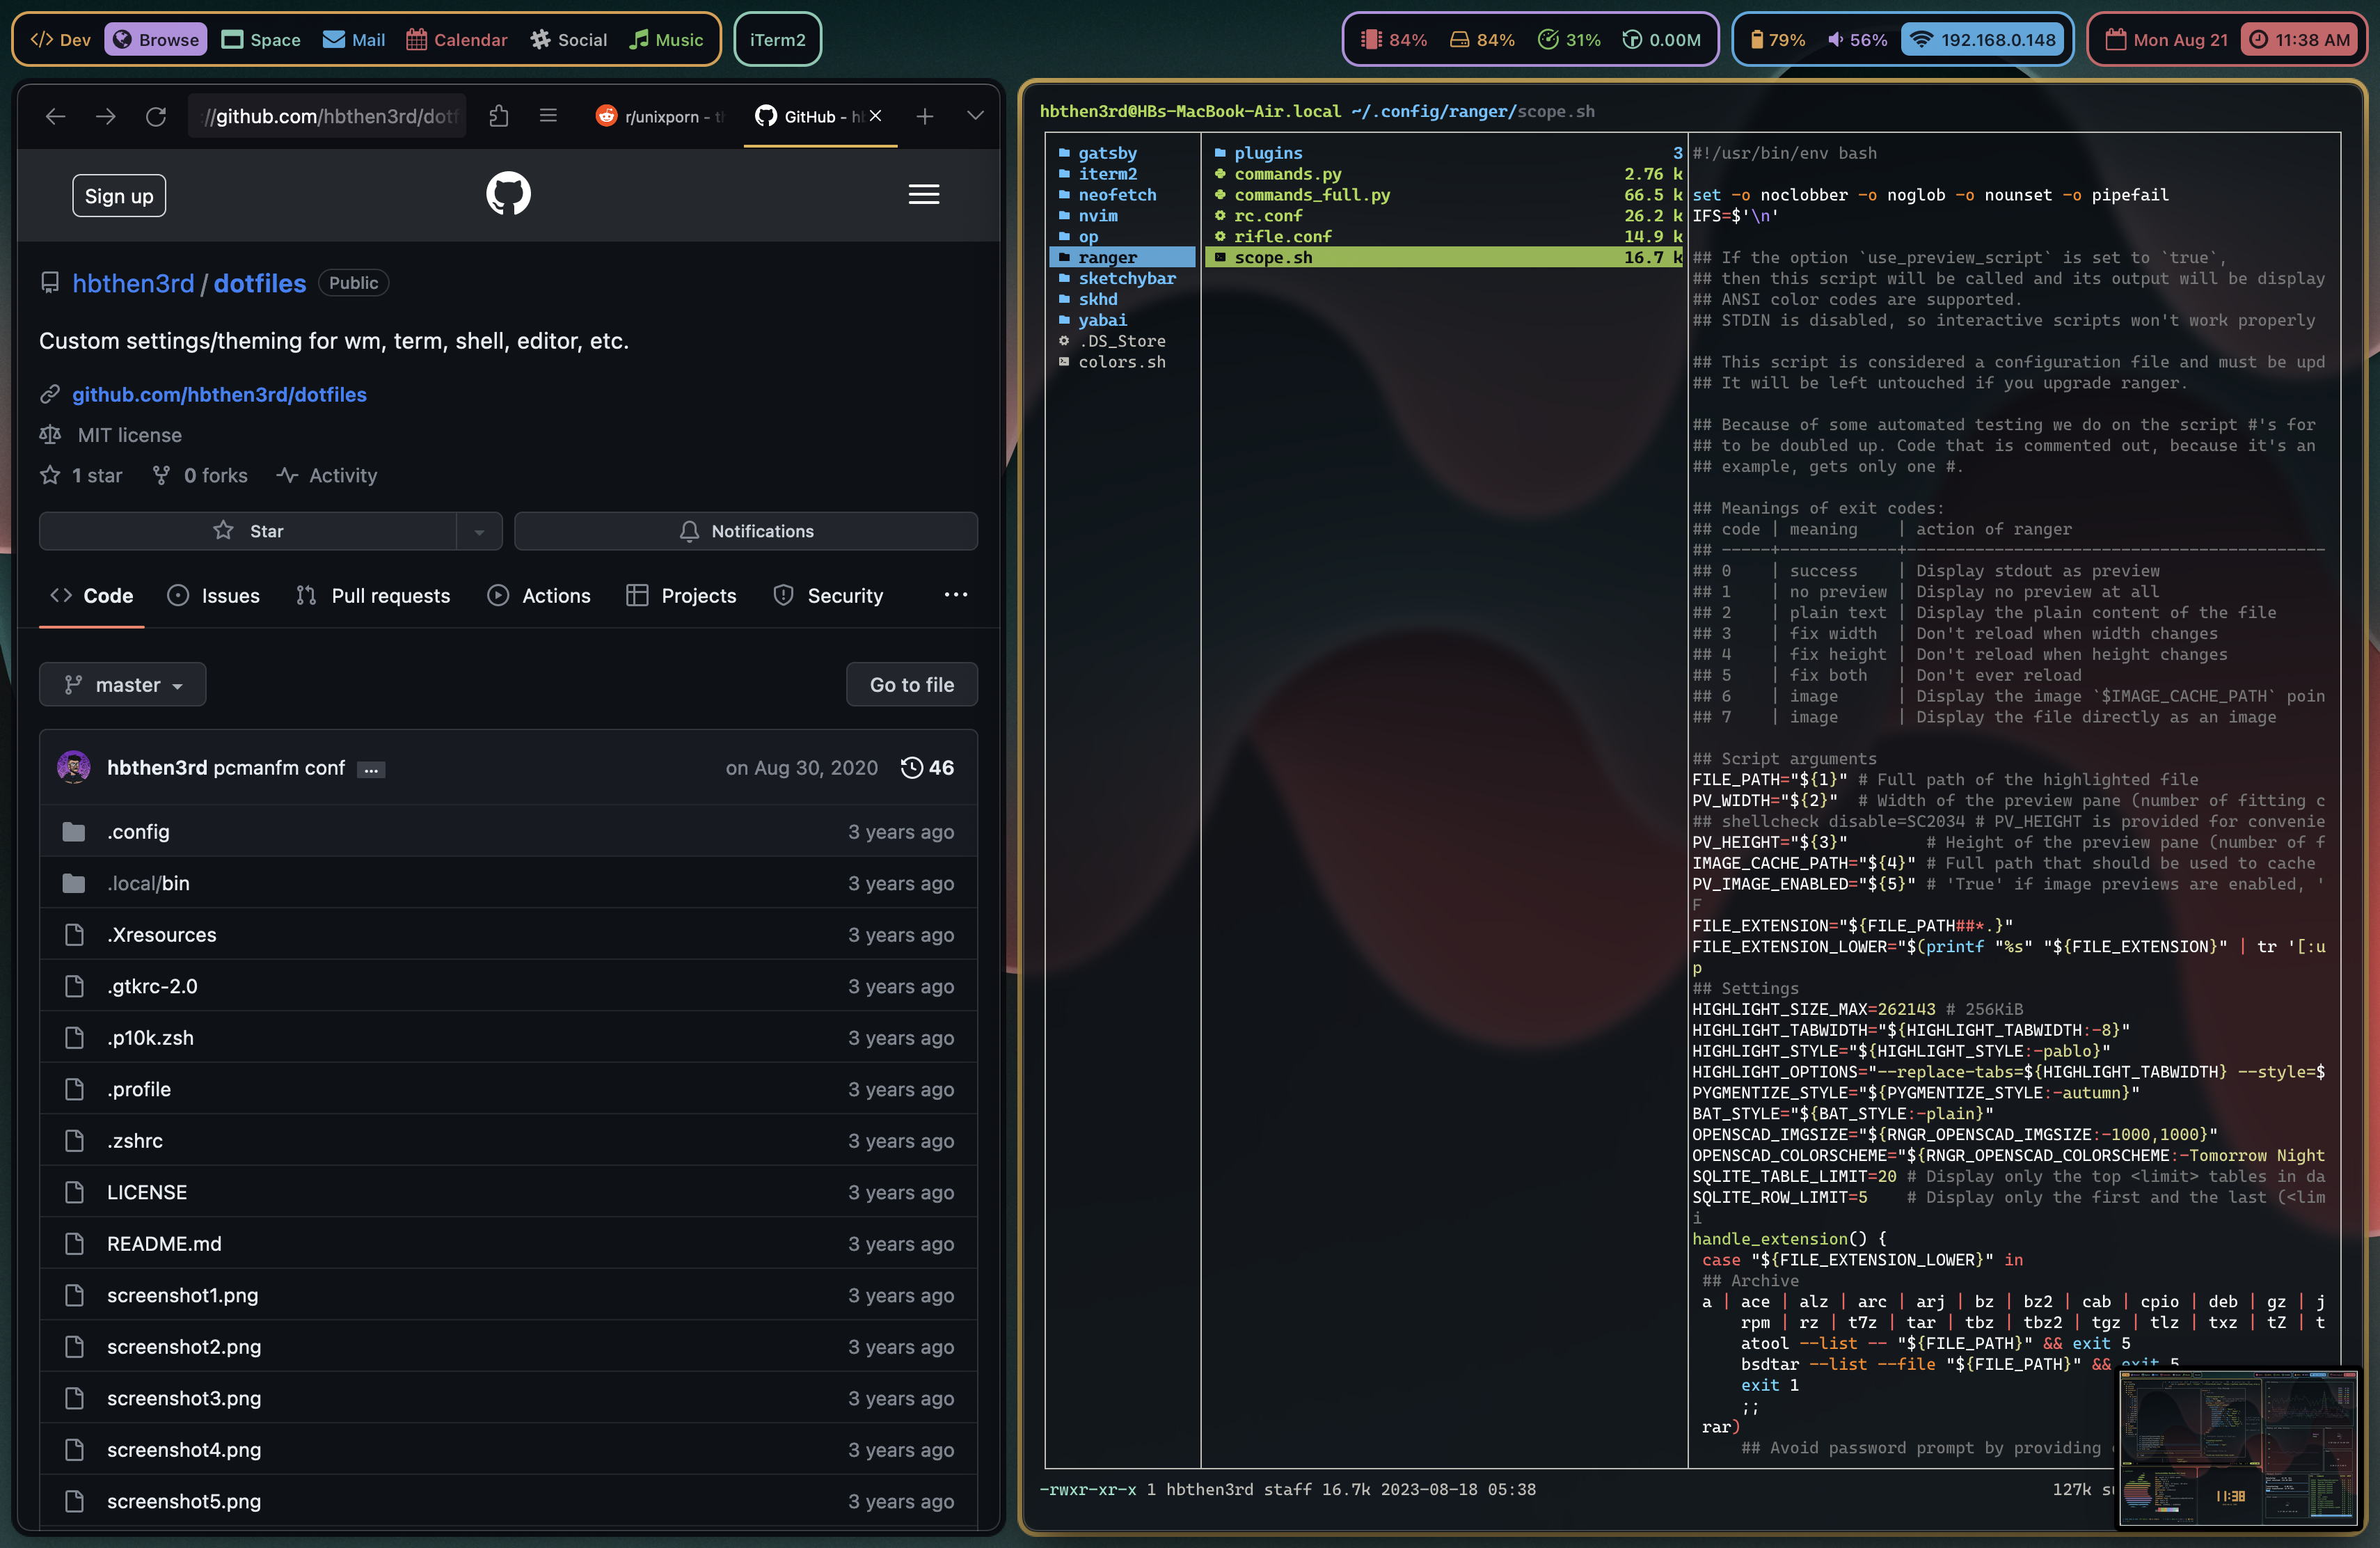 Dev Browse Space Mail Calendar Social Music iTerm2 84% 84% 31% 0.00M 79% 56% 192.168.0.148 Mon Aug 21 11:38 AM
://github.com/hbthen3rd/dotf r/unixporn - t GitHub - hb
Sign up
hbthen3rd / dotfiles Public
Custom settings/theming for wm, term, shell, editor, etc.
github.com/hbthen3rd/dotfiles
MIT license
1 star 0 forks Activity
Star Notifications
Code Issues Pull requests Actions Projects Security ...
master Go to file
hbthen3rd pcmanfm conf ... on Aug 30, 2020 46
.config 3 years ago
.local/bin 3 years ago
.Xresources 3 years ago
.gtkrc-2.0 3 years ago
.p10k.zsh 3 years ago
.profile 3 years ago
.zshrc 3 years ago
LICENSE 3 years ago
README.md 3 years ago
screenshot1.png 3 years ago
screenshot2.png 3 years ago
screenshot3.png 3 years ago
screenshot4.png 3 years ago
screenshot5.png 3 years ago
hbthen3rd@HBs-MacBook-Air.local ~/.config/ranger/scope.sh
gatsby
iterm2
neofetch
nvim
op
ranger
sketchybar
skhd
yabai
.DS_Store
colors.sh
plugins 3
commands.py 2.76 k
commands_full.py 66.5 k
rc.conf 26.2 k
rifle.conf 14.9 k
scope.sh 16.7 k
#!/usr/bin/env bash
set -o noclobber -o noglob -o nounset -o pipefail
IFS=$'\n'
## If the option `use_preview_script` is set to `true`,
## then this script will be called and its output will be display
## ANSI color codes are supported.
## STDIN is disabled, so interactive scripts won't work properly
## This script is considered a configuration file and must be upd
## It will be left untouched if you upgrade ranger.
## Because of some automated testing we do on the script #'s for
## to be doubled up. Code that is commented out, because it's an
## example, gets only one #.
## Meanings of exit codes:
## code | meaning    | action of ranger
## -----+------------+-------------------------------------------
## 0    | success    | Display stdout as preview
## 1    | no preview | Display no preview at all
## 2    | plain text | Display the plain content of the file
## 3    | fix width  | Don't reload when width changes
## 4    | fix height | Don't reload when height changes
## 5    | fix both   | Don't ever reload
## 6    | image      | Display the image `$IMAGE_CACHE_PATH` poin
## 7    | image      | Display the file directly as an image
## Script arguments
FILE_PATH="${1}" # Full path of the highlighted file
PV_WIDTH="${2}"  # Width of the preview pane (number of fitting c
## shellcheck disable=SC2034 # PV_HEIGHT is provided for convenie
PV_HEIGHT="${3}"        # Height of the preview pane (number of f
IMAGE_CACHE_PATH="${4}" # Full path that should be used to cache
PV_IMAGE_ENABLED="${5}" # 'True' if image previews are enabled, '
F
FILE_EXTENSION="${FILE_PATH##*.}"
FILE_EXTENSION_LOWER="$(printf "%s" "${FILE_EXTENSION}" | tr '[:u
p
## Settings
HIGHLIGHT_SIZE_MAX=262143 # 256KiB
HIGHLIGHT_TABWIDTH="${HIGHLIGHT_TABWIDTH:-8}"
HIGHLIGHT_STYLE="${HIGHLIGHT_STYLE:-pablo}"
HIGHLIGHT_OPTIONS="--replace-tabs=${HIGHLIGHT_TABWIDTH} --style=$
PYGMENTIZE_STYLE="${PYGMENTIZE_STYLE:-autumn}"
BAT_STYLE="${BAT_STYLE:-plain}"
OPENSCAD_IMGSIZE="${RNGR_OPENSCAD_IMGSIZE:-1000,1000}"
OPENSCAD_COLORSCHEME="${RNGR_OPENSCAD_COLORSCHEME:-Tomorrow Night
SQLITE_TABLE_LIMIT=20 # Display only the top <limit> tables in da
SQLITE_ROW_LIMIT=5    # Display only the first and the last (<lim
i
handle_extension() {
case "${FILE_EXTENSION_LOWER}" in
## Archive
a | ace | alz | arc | arj | bz | bz2 | cab | cpio | deb | gz | j
rpm | rz | t7z | tar | tbz | tbz2 | tgz | tlz | txz | tZ | t
atool --list -- "${FILE_PATH}" && exit 5
bsdtar --list --file "${FILE_PATH}" && exit 5
exit 1
;;
rar)
## Avoid password prompt by providing
-rwxr-xr-x 1 hbthen3rd staff 16.7k 2023-08-18 05:38 127k su
11:38